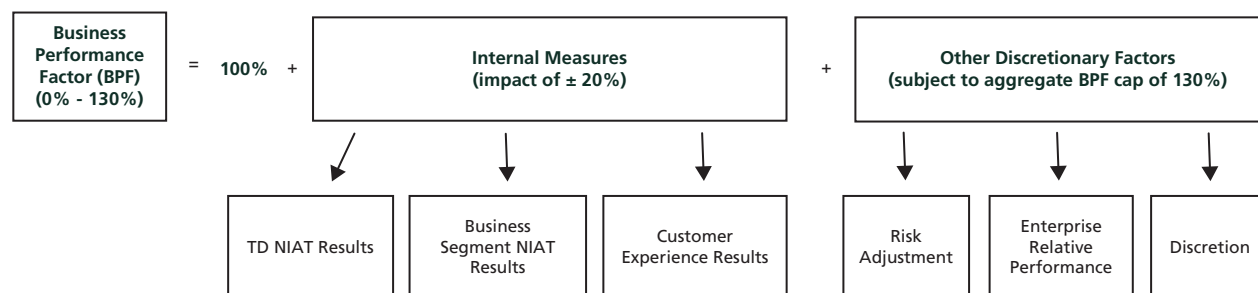 Business
Performance
Factor (BPF)
(0% - 130%)
=
100%
+
Internal Measures
(impact of ± 20%)
+
Other Discretionary Factors
(subject to aggregate BPF cap of 130%)
TD NIAT Results
Business
Segment NIAT
Results
Customer
Experience Results
Risk
Adjustment
Enterprise
Relative
Performance
Discretion